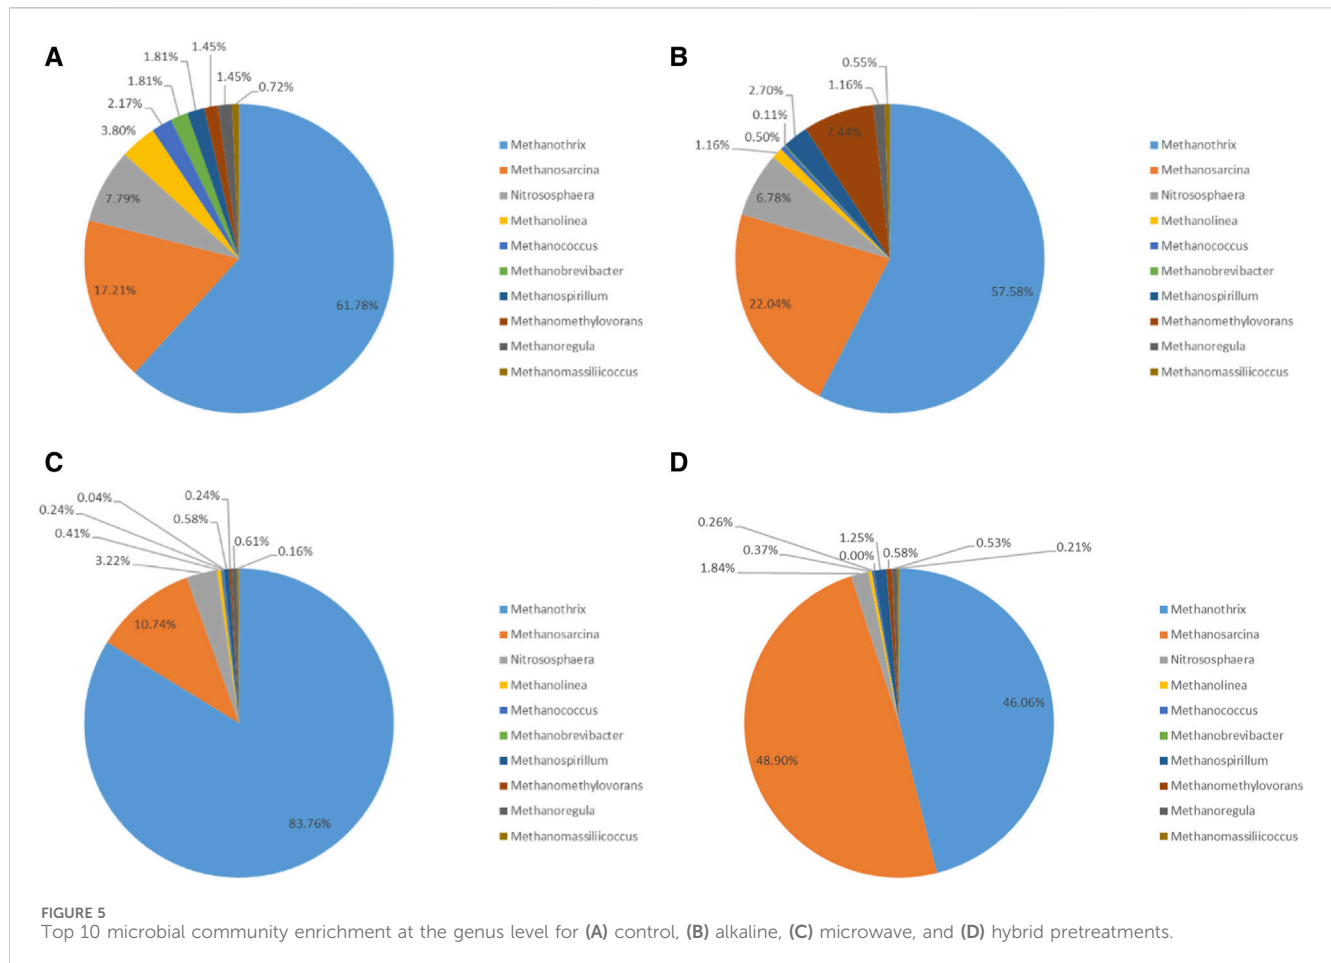 A
1.45%
1.81%
1.81%
1.45%
0.72%
2.17%
3.80%
7.79%
17.21%
61.78%
Methanothrix
Methanosarcina
Nitrososphaera
Methanolinea
Methanococcus
Methanobrevibacter
Methanospirillum
Methanomethylovorans
Methanoregula
Methanomassiliicoccus
B
0.55%
2.70%
1.16%
0.11%
0.50%
1.16%
7.44%
6.78%
22.04%
57.58%
Methanothrix
Methanosarcina
Nitrososphaera
Methanolinea
Methanococcus
Methanobrevibacter
Methanospirillum
Methanomethylovorans
Methanoregula
Methanomassiliicoccus
C
0.04%
0.24%
0.24%
0.58%
0.41%
0.61%
0.16%
3.22%
10.74%
83.76%
Methanothrix
Methanosarcina
Nitrososphaera
Methanolinea
Methanococcus
Methanobrevibacter
Methanospirillum
Methanomethylovorans
Methanoregula
Methanomassiliicoccus
D
0.26%
1.25%
0.53%
0.21%
0.37%
0.00%
0.58%
1.84%
46.06%
48.90%
Methanothrix
Methanosarcina
Nitrososphaera
Methanolinea
Methanococcus
Methanobrevibacter
Methanospirillum
Methanomethylovorans
Methanoregula
Methanomassiliicoccus
FIGURE 5
Top 10 microbial community enrichment at the genus level for (A) control, (B) alkaline, (C) microwave, and (D) hybrid pretreatments.